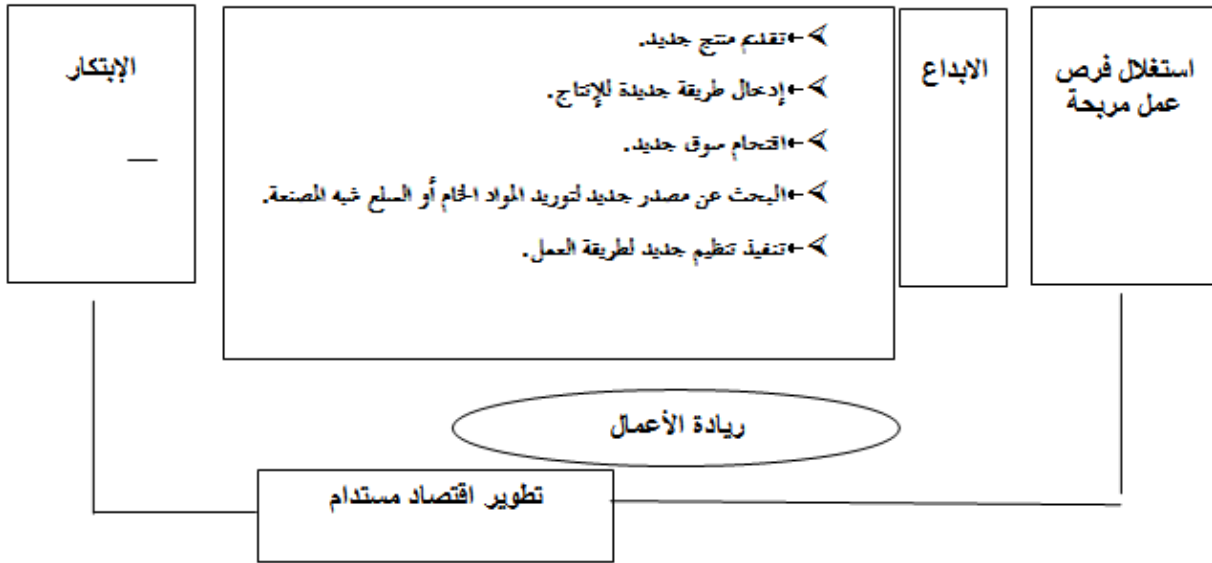 استغلال فرص
عمل مربحة
الابداع
تقديم منتج جديد.
إدخال طريقة جديدة للإنتاج.
اقتحام سوق جديد.
البحث عن مصدر جديد لتوريد المواد الخام أو السلع شبه المصنعة.
تنفيذ تنظيم جديد لطريقة العمل.
الإبتكار
ريادة الأعمال
تطوير اقتصاد مستدام